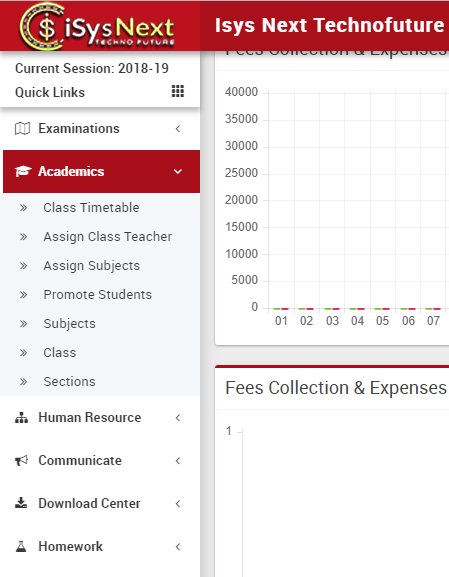 iSysNext
TECHNO FUTURE
Isys Next Technofuture
Current Session: 2018-19
Quick Links
Examinations
Academics
Class Timetable
Assign Class Teacher
Assign Subjects
Promote Students
Subjects
Class
Sections
Human Resource
Communicate
Download Center
Homework
Fees Collection & Expenses
40000
35000
30000
25000
20000
15000
10000
5000
0
01 02 03 04 05 06 07
Fees Collection & Expenses
1